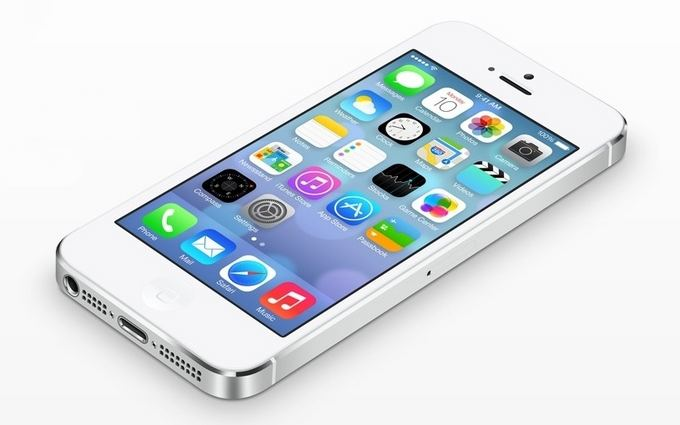 9:41 AM
100%
Monday
10
Messages
Calendar
Photos
Camera
280
Weather
Clock
Maps
Videos
Notes
Reminders
Stocks
Game Center
Newsstand
iTunes Store
App Store
Passbook
Compass
Settings
Phone
Mail
Safari
Music